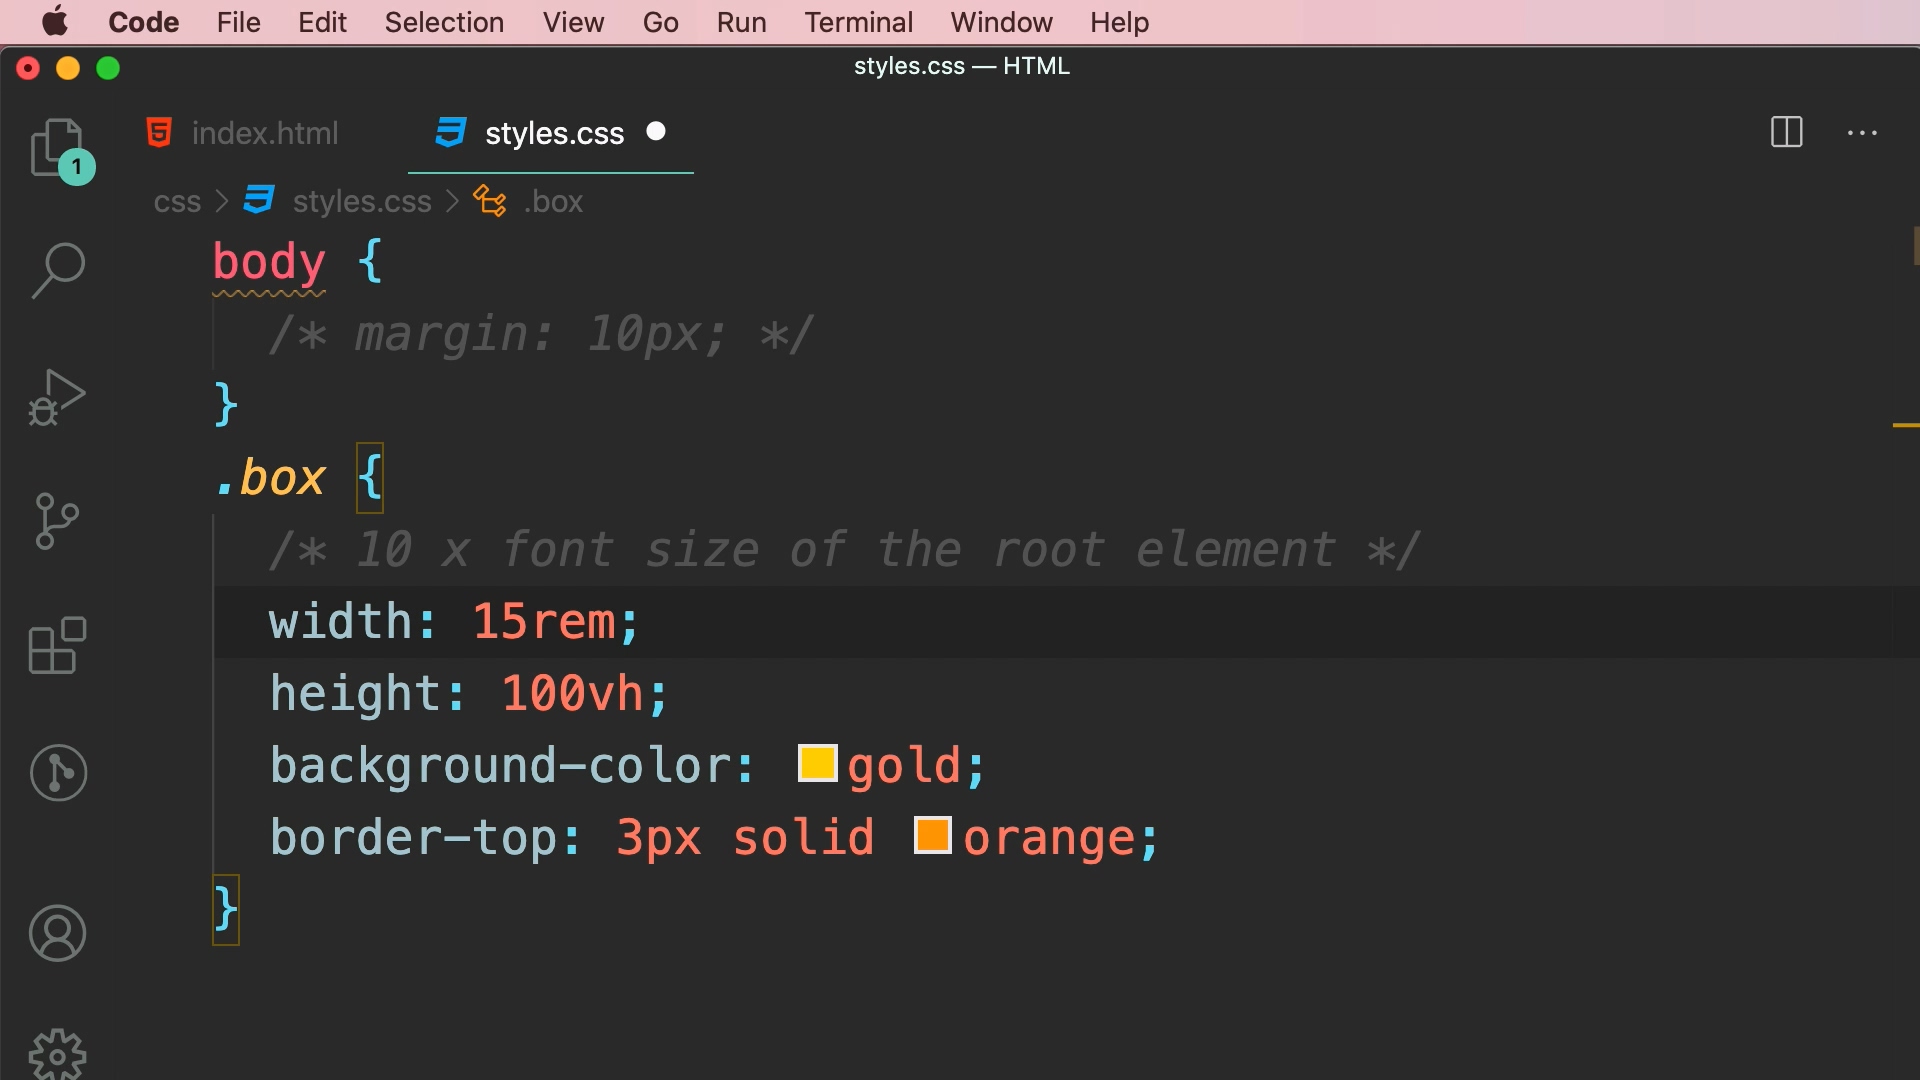 Code File Edit Selection View Go Run Terminal Window Help
styles.css — HTML
index.html styles.css
1
css > styles.css > .box
body {
/* margin: 10px; */
}
.box {
/* 10 x font size of the root element */
width: 15rem;
height: 100vh;
background-color: gold;
border-top: 3px solid orange;
}